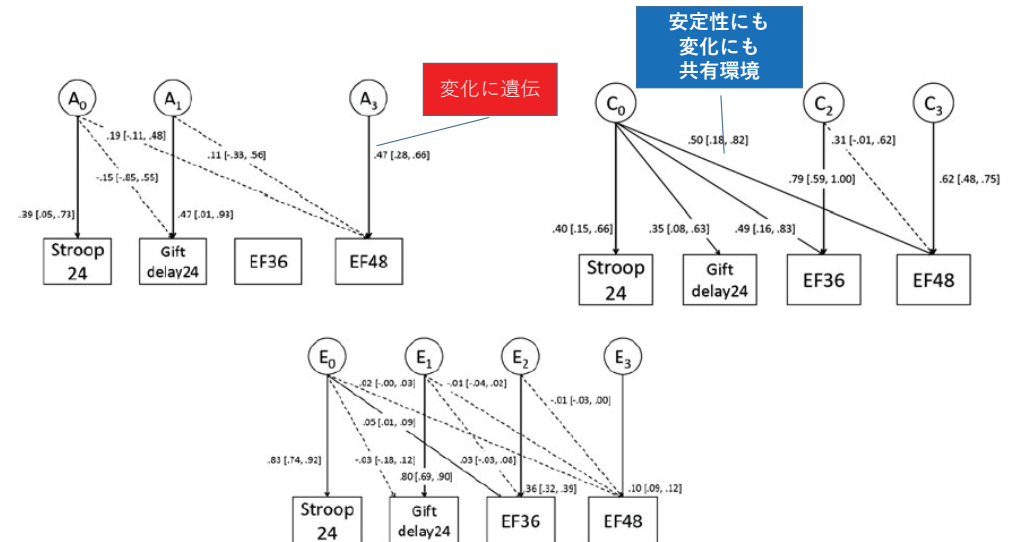 安定性にも
変化にも
共有環境
変化に遺伝
A0
A1
A3
.19 [-.11, .48]
.11 [-.33, .56]
.47 [.28, .66]
-.15 [-.85, .55]
.39 [.05, .73]
.47 [.01, .93]
Stroop
24
Gift
delay24
EF36
EF48
C0
C2
C3
.50 [.18, .82]
.31 [-.01, .62]
.79 [.59, 1.00]
.62 [.48, .75]
.40 [.15, .66]
.35 [.08, .63]
.49 [.16, .83]
Stroop
24
Gift
delay24
EF36
EF48
E0
E1
E2
E3
.02 [-.00, .03]
-.01 [-.04, .02]
-.01 [-.03, .00]
.05 [.01, .09]
.83 [.74, .92]
-.03 [-.18, .12]
.03 [-.03, .08]
.80 [.69, .90]
.36 [.32, .39]
.10 [.09, .12]
Stroop
24
Gift
delay24
EF36
EF48